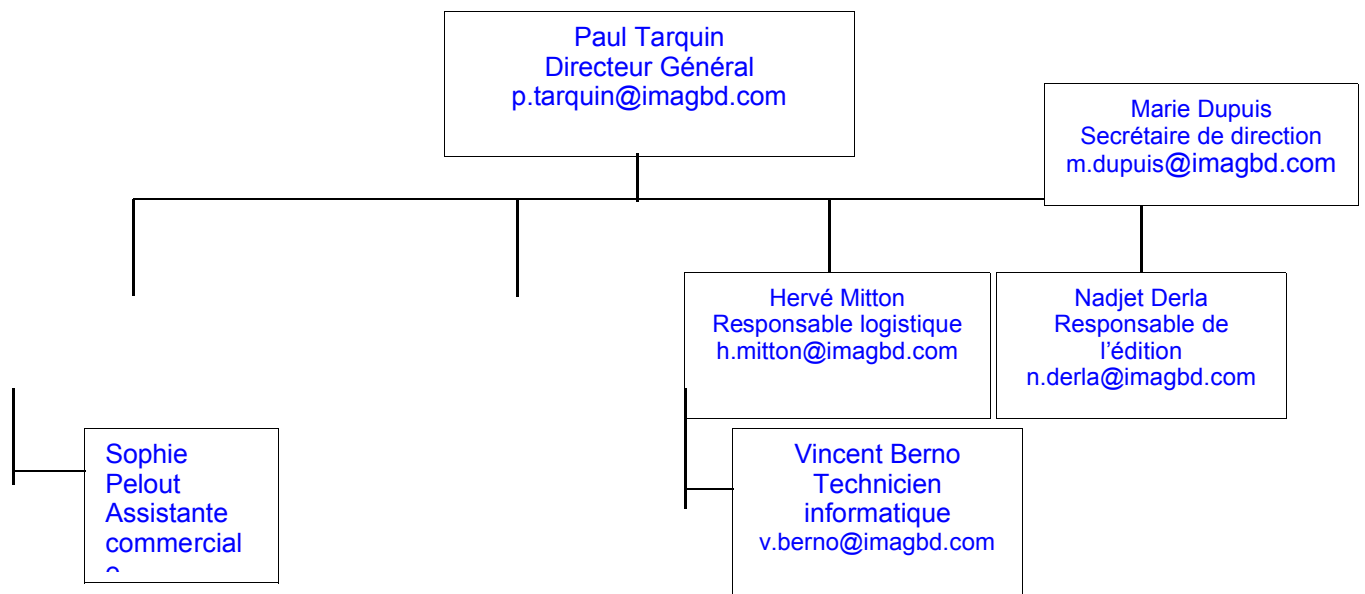 Paul Tarquin
Directeur Général
p.tarquin@imagbd.com
Marie Dupuis
Secrétaire de direction
m.dupuis@imagbd.com
Hervé Mitton
Responsable logistique
h.mitton@imagbd.com
Nadjet Derla
Responsable de
l’édition
n.derla@imagbd.com
Sophie
Pelout
Assistante
commercial
Vincent Berno
Technicien
informatique
v.berno@imagbd.com